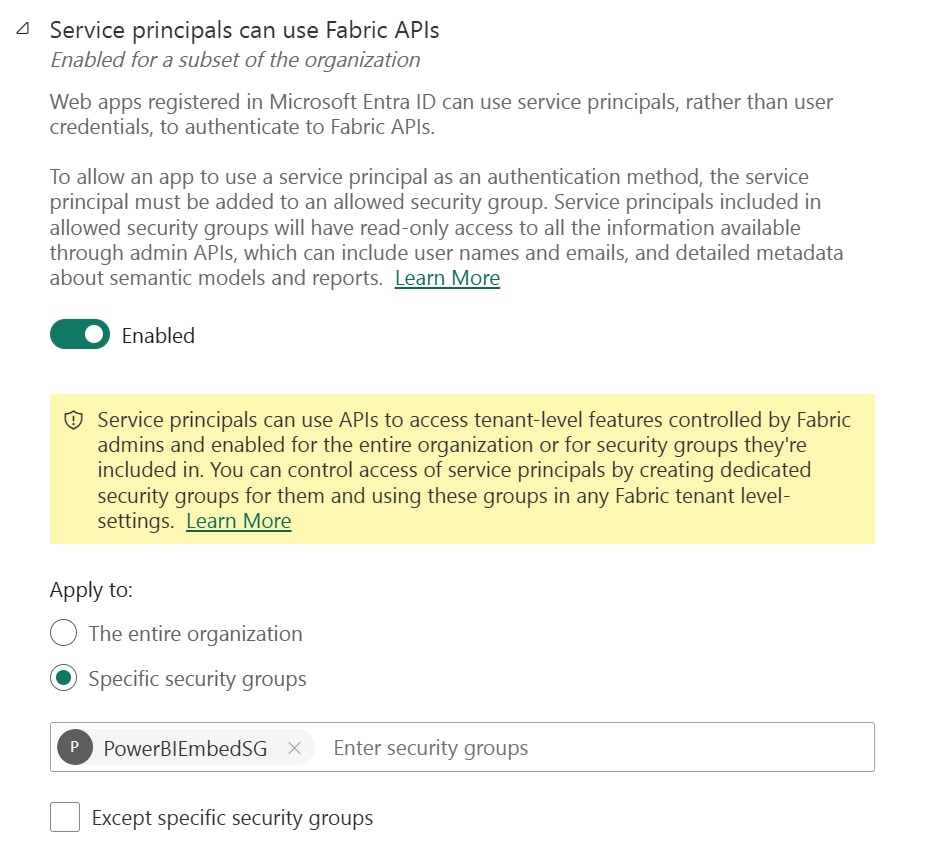 Service principals can use Fabric APIs
Enabled for a subset of the organization
Web apps registered in Microsoft Entra ID can use service principals, rather than user
credentials, to authenticate to Fabric APIs.
To allow an app to use a service principal as an authentication method, the service
principal must be added to an allowed security group. Service principals included in
allowed security groups will have read-only access to all the information available
through admin APIs, which can include user names and emails, and detailed metadata
about semantic models and reports. Learn More
Enabled
Service principals can use APIs to access tenant-level features controlled by Fabric
admins and enabled for the entire organization or for security groups they're
included in. You can control access of service principals by creating dedicated
security groups for them and using these groups in any Fabric tenant level-
settings. Learn More
Apply to:
The entire organization
Specific security groups
P PowerBIEmbedSG Enter security groups
Except specific security groups